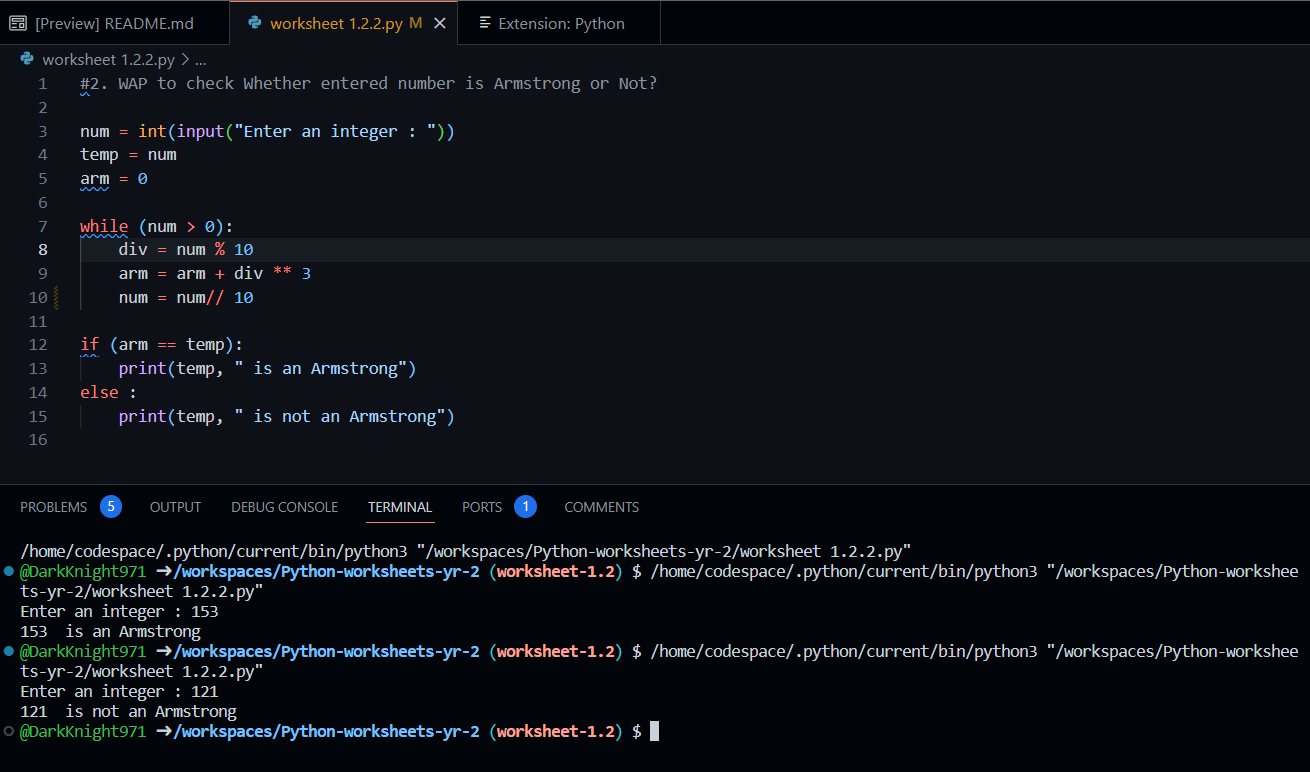 [Preview] README.md worksheet 1.2.2.py M Extension: Python
worksheet 1.2.2.py > ...
1 #2. WAP to check Whether entered number is Armstrong or Not?
2
3 num = int(input("Enter an integer : "))
4 temp = num
5 arm = 0
6
7 while (num > 0):
8     div = num % 10
9     arm = arm + div ** 3
10     num = num// 10
11
12 if (arm == temp):
13     print(temp, " is an Armstrong")
14 else :
15     print(temp, " is not an Armstrong")
16
PROBLEMS 5 OUTPUT DEBUG CONSOLE TERMINAL PORTS 1 COMMENTS
/home/codespace/.python/current/bin/python3 "/workspaces/Python-worksheets-yr-2/worksheet 1.2.2.py"
@DarkKnight971 ➜/workspaces/Python-worksheets-yr-2 (worksheet-1.2) $ /home/codespace/.python/current/bin/python3 "/workspaces/Python-workshee
ts-yr-2/worksheet 1.2.2.py"
Enter an integer : 153
153  is an Armstrong
@DarkKnight971 ➜/workspaces/Python-worksheets-yr-2 (worksheet-1.2) $ /home/codespace/.python/current/bin/python3 "/workspaces/Python-workshee
ts-yr-2/worksheet 1.2.2.py"
Enter an integer : 121
121  is not an Armstrong
@DarkKnight971 ➜/workspaces/Python-worksheets-yr-2 (worksheet-1.2) $